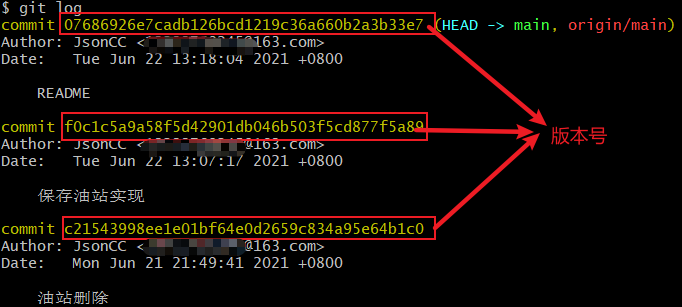 $ git log
commit 07686926e7cadb126bcd1219c36a660b2a3b33e7 (HEAD -> main, origin/main)
Author: JsonCC < @163.com>
Date:   Tue Jun 22 13:18:04 2021 +0800
README
commit f0c1c5a9a58f5d42901db046b503f5cd877f5a89
版本号
Author: JsonCC < @163.com>
Date:   Tue Jun 22 13:07:17 2021 +0800
保存油站实现
commit c21543998ee1e01bf64e0d2659c834a95e64b1c0
Author: JsonCC < @163.com>
Date:   Mon Jun 21 21:49:41 2021 +0800
油站删除